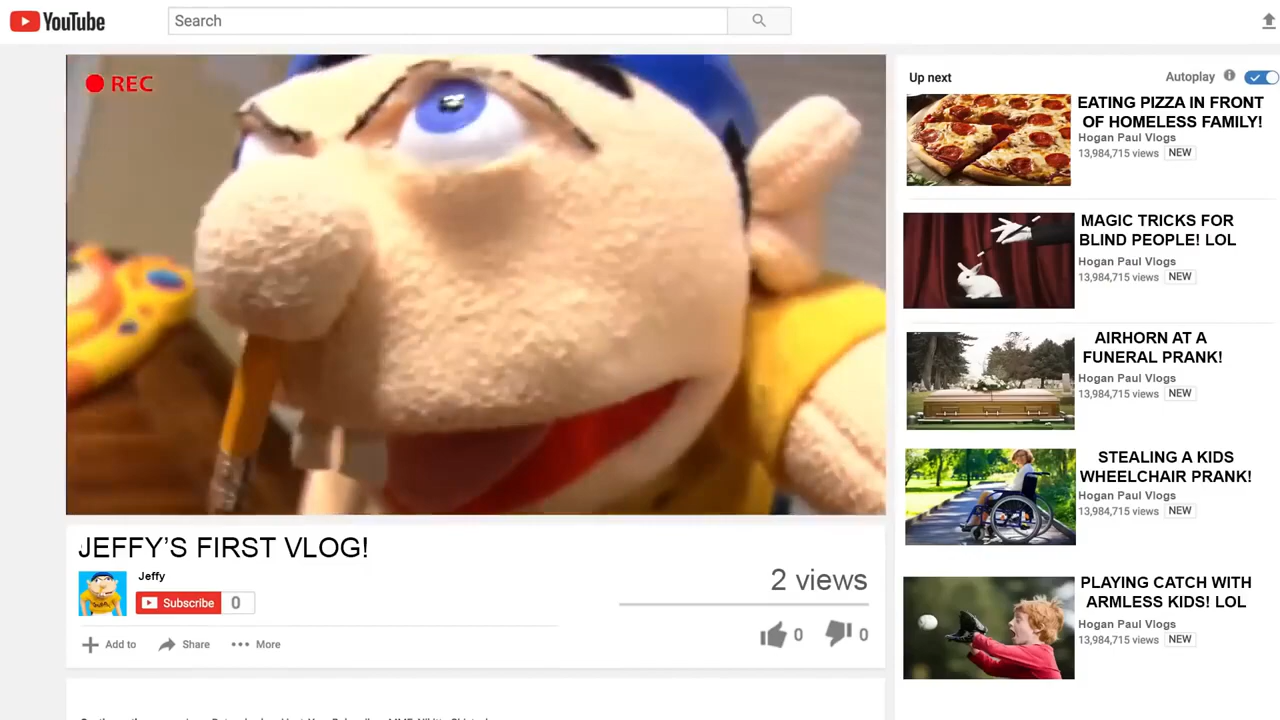 YouTube
Search
REC
JEFFY'S FIRST VLOG!
Jeffy
Subscribe 0
2 views
Add to Share More
0 0
Up next
Autoplay
EATING PIZZA IN FRONT
OF HOMELESS FAMILY!
Hogan Paul Vlogs
13,984,715 views NEW
MAGIC TRICKS FOR
BLIND PEOPLE! LOL
Hogan Paul Vlogs
13,984,715 views NEW
AIRHORN AT A
FUNERAL PRANK!
Hogan Paul Vlogs
13,984,715 views NEW
STEALING A KIDS
WHEELCHAIR PRANK!
Hogan Paul Vlogs
13,984,715 views NEW
PLAYING CATCH WITH
ARMLESS KIDS! LOL
Hogan Paul Vlogs
13,984,715 views NEW